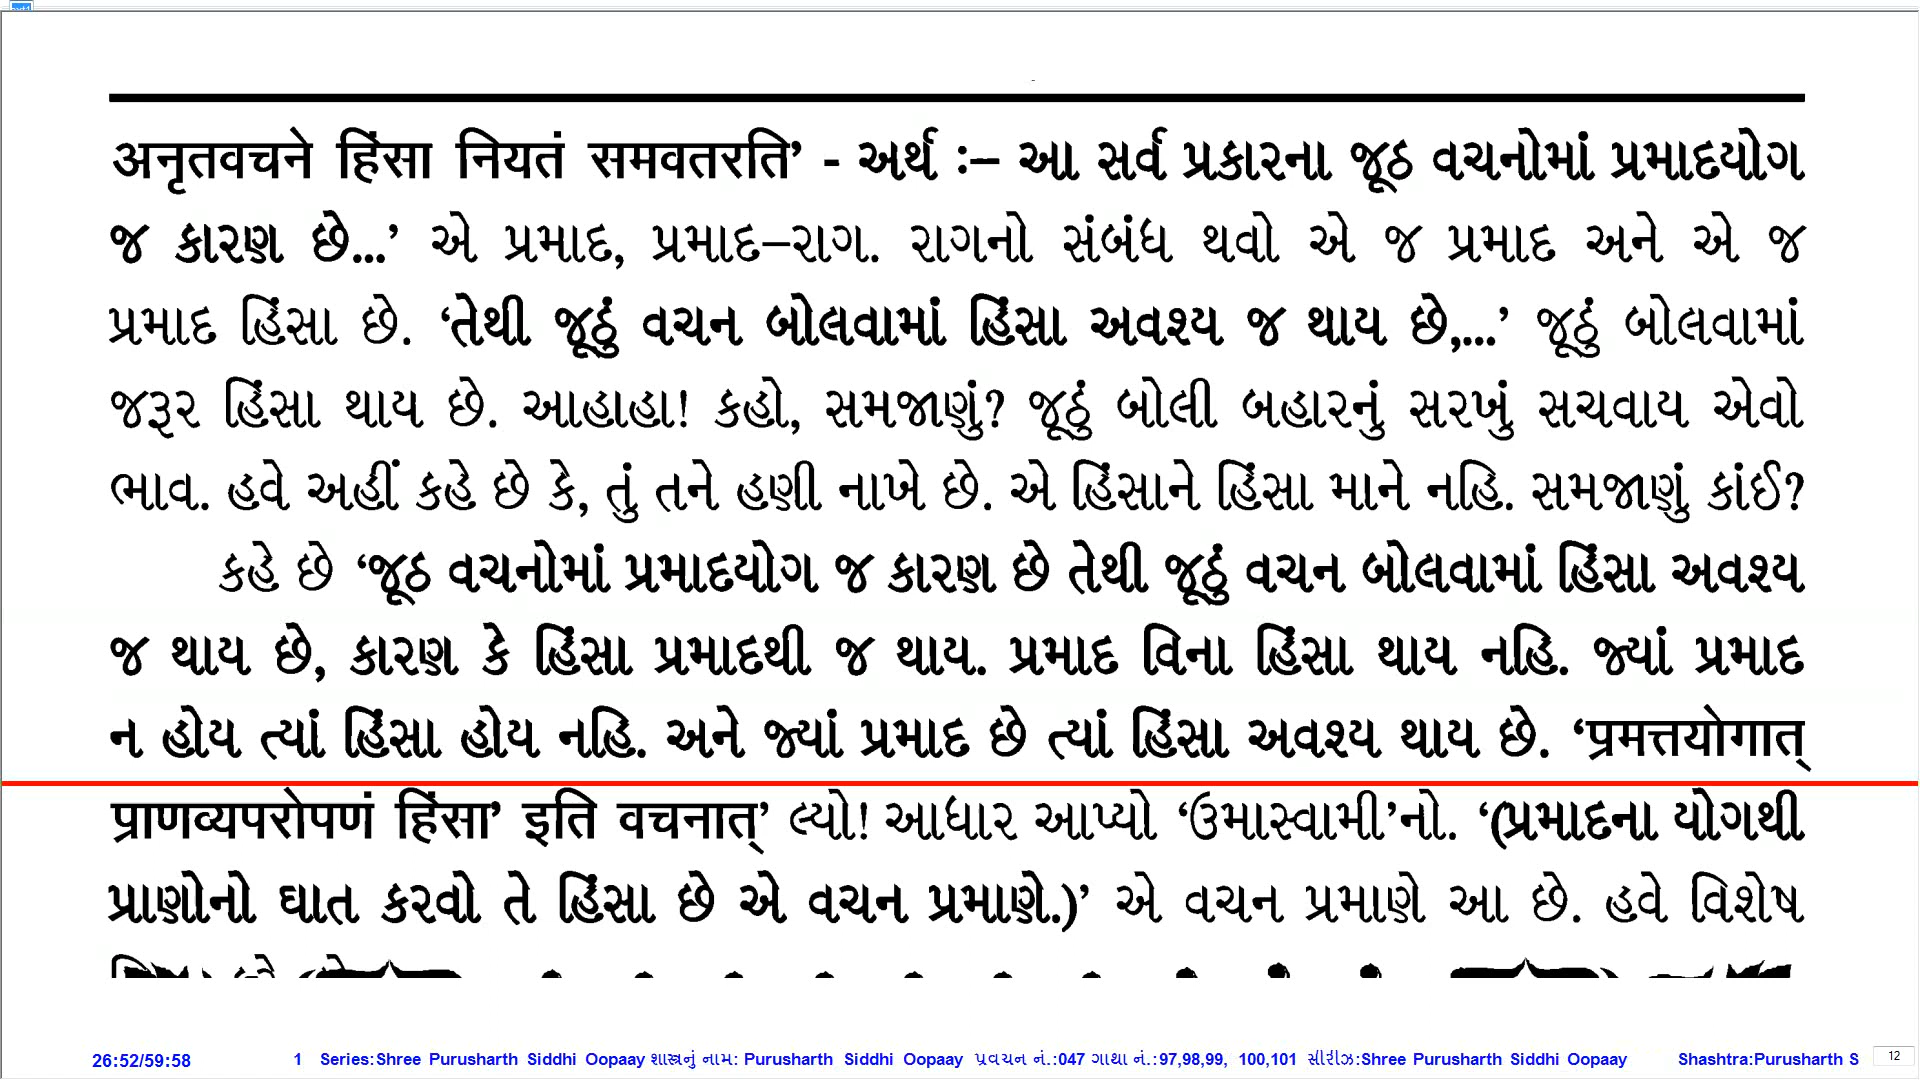 अनृतवचने हिंसा नियतं समवतरति’ - અર્થ :– આ સર્વ પ્રકારના જૂઠ વચનોમાં પ્રમાદયોગ
જ કારણ છે...’ એ પ્રમાદ, પ્રમાદ–રાગ. રાગનો સંબંધ થવો એ જ પ્રમાદ અને એ જ
પ્રમાદ હિંસા છે. ‘તેથી જૂઠું વચન બોલવામાં હિંસા અવશ્ય જ થાય છે,...’ જૂઠું બોલવામાં
જરૂર હિંસા થાય છે. આહાહા! કહો, સમજાણું? જૂઠું બોલી બહારનું સરખું સચવાય એવો
ભાવ. હવે અહીં કહે છે કે, તું તને હણી નાખે છે. એ હિંસાને હિંસા માને નહિ. સમજાણું કાંઈ?
કહે છે ‘જૂઠ વચનોમાં પ્રમાદયોગ જ કારણ છે તેથી જૂઠું વચન બોલવામાં હિંસા અવશ્ય
જ થાય છે, કારણ કે હિંસા પ્રમાદથી જ થાય. પ્રમાદ વિના હિંસા થાય નહિ. જ્યાં પ્રમાદ
ન હોય ત્યાં હિંસા હોય નહિ. અને જ્યાં પ્રમાદ છે ત્યાં હિંસા અવશ્ય થાય છે. ‘प्रमत्तयोगात्
प्राणव्यपरोपणं हिंसा’ इति वचनात्’ લ્યો! આધાર આપ્યો ‘ઉમાસ્વામી’નો. ‘(પ્રમાદના યોગથી
પ્રાણોનો ઘાત કરવો તે હિંસા છે એ વચન પ્રમાણે.)’ એ વચન પ્રમાણે આ છે. હવે વિશેષ
26:52/59:58 1 Series:Shree Purusharth Siddhi Oopaay શાસ્ત્રનું નામ: Purusharth Siddhi Oopaay પ્રવચન નં.:047 ગાથા નં.:97,98,99, 100,101 સીરીઝ:Shree Purusharth Siddhi Oopaay Shashtra:Purusharth S 12